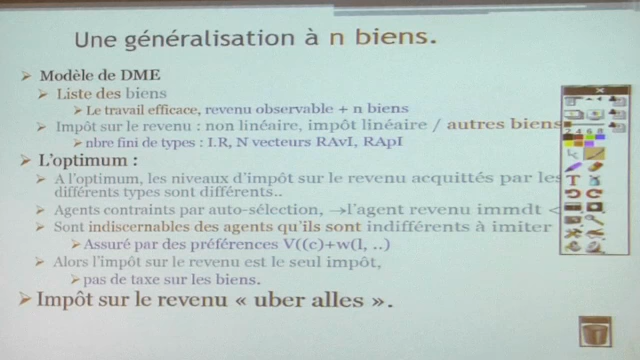 Une généralisation à n biens.
Modèle de DME
Liste des biens
Le travail efficace, revenu observable + n biens
Impôt sur le revenu : non linéaire, impôt linéaire / autres biens
nbre fini de types : I.R, N vecteurs RAvI, RApI
L'optimum :
A l'optimum, les niveaux d'impôt sur le revenu acquittés par les
différents types sont différents..
Agents contraints par auto-sélection, →l'agent revenu immdt <
Sont indiscernables des agents qu'ils sont indifférents à imiter
Assuré par des préférences V((c)+w(l, ..)
Alors l'impôt sur le revenu est le seul impôt,
pas de taxe sur les biens.
Impôt sur le revenu « uber alles ».
2 4 6 8
T